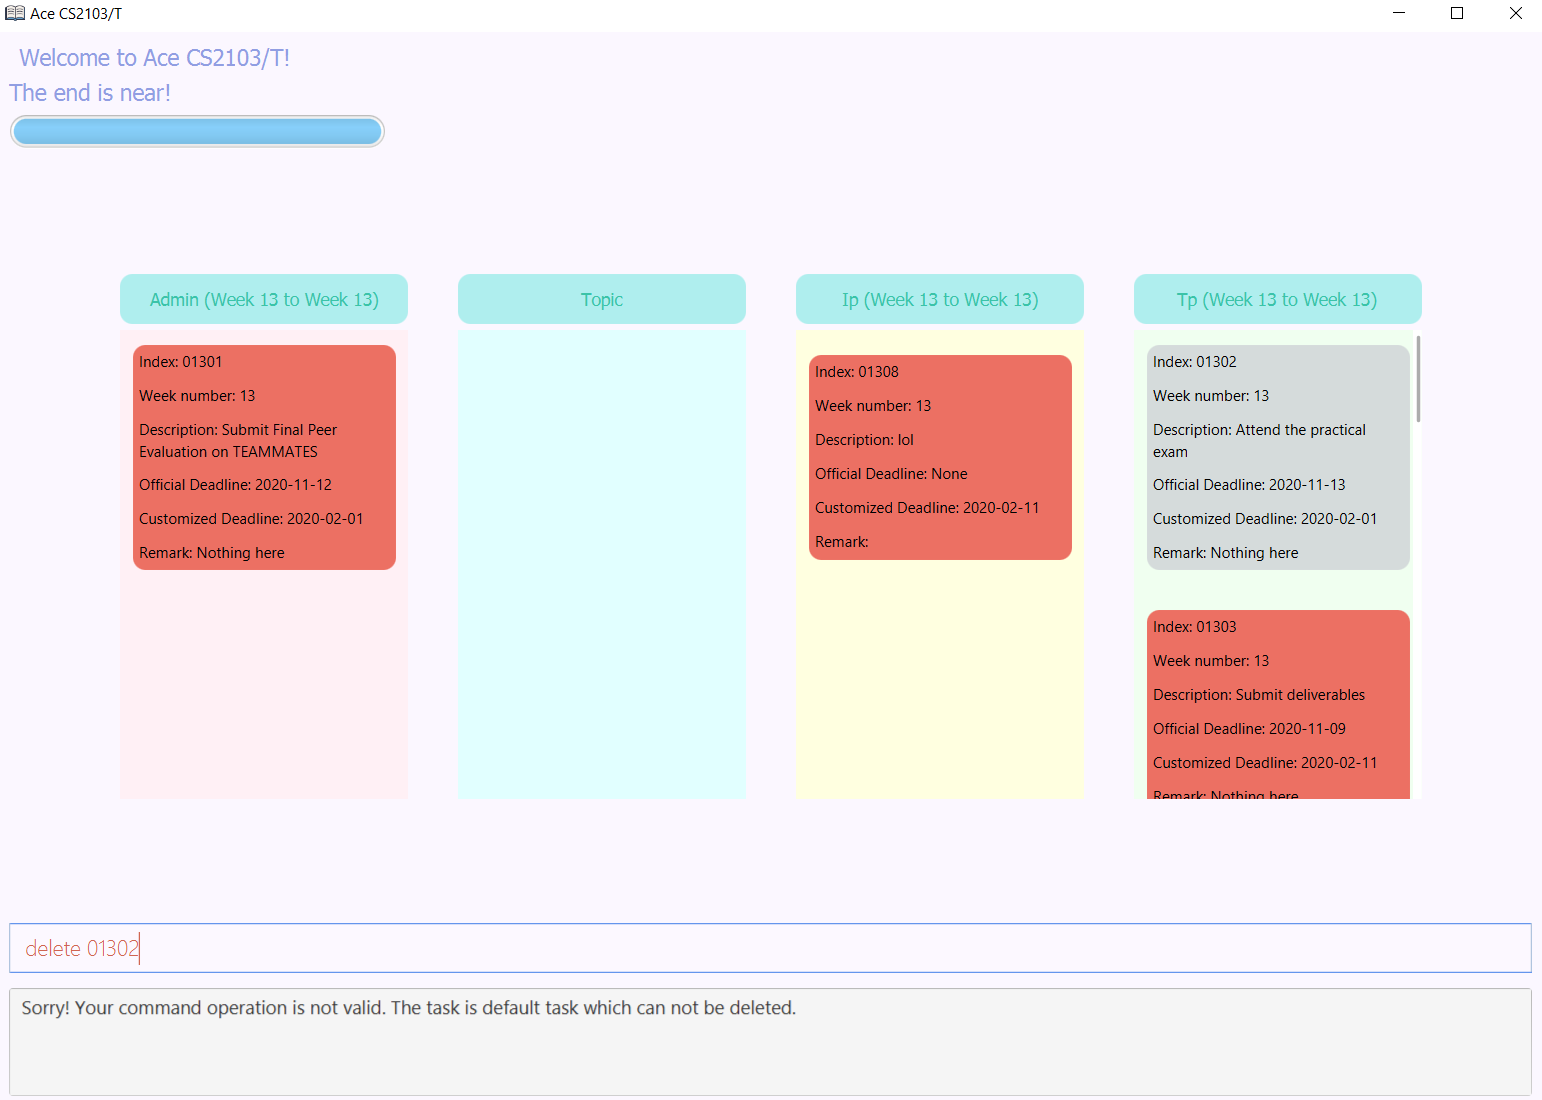 Ace CS2103/T
Welcome to Ace CS2103/T!
The end is near!
Admin (Week 13 to Week 13)
Index: 01301
Week number: 13
Description: Submit Final Peer
Evaluation on TEAMMATES
Official Deadline: 2020-11-12
Customized Deadline: 2020-02-01
Remark: Nothing here
Topic
Ip (Week 13 to Week 13)
Index: 01308
Week number: 13
Description: lol
Official Deadline: None
Customized Deadline: 2020-02-11
Remark:
Tp (Week 13 to Week 13)
Index: 01302
Week number: 13
Description: Attend the practical
exam
Official Deadline: 2020-11-13
Customized Deadline: 2020-02-01
Remark: Nothing here
Index: 01303
Week number: 13
Description: Submit deliverables
Official Deadline: 2020-11-09
Customized Deadline: 2020-02-11
Remark: Nothing here
delete 01302
Sorry! Your command operation is not valid. The task is default task which can not be deleted.